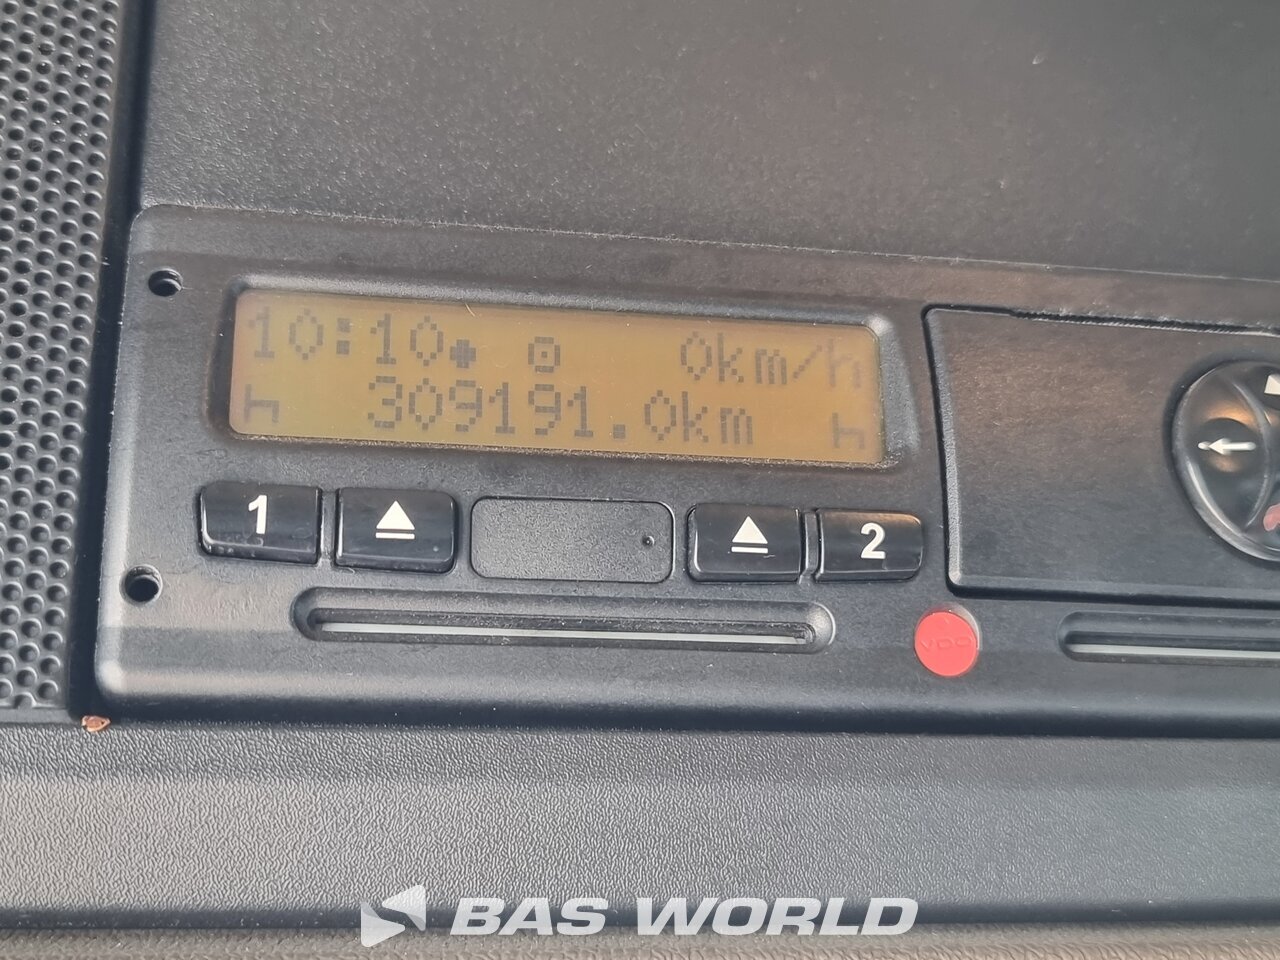 10:10 0km/h
309191.0km
1 2
VDO
BAS WORLD